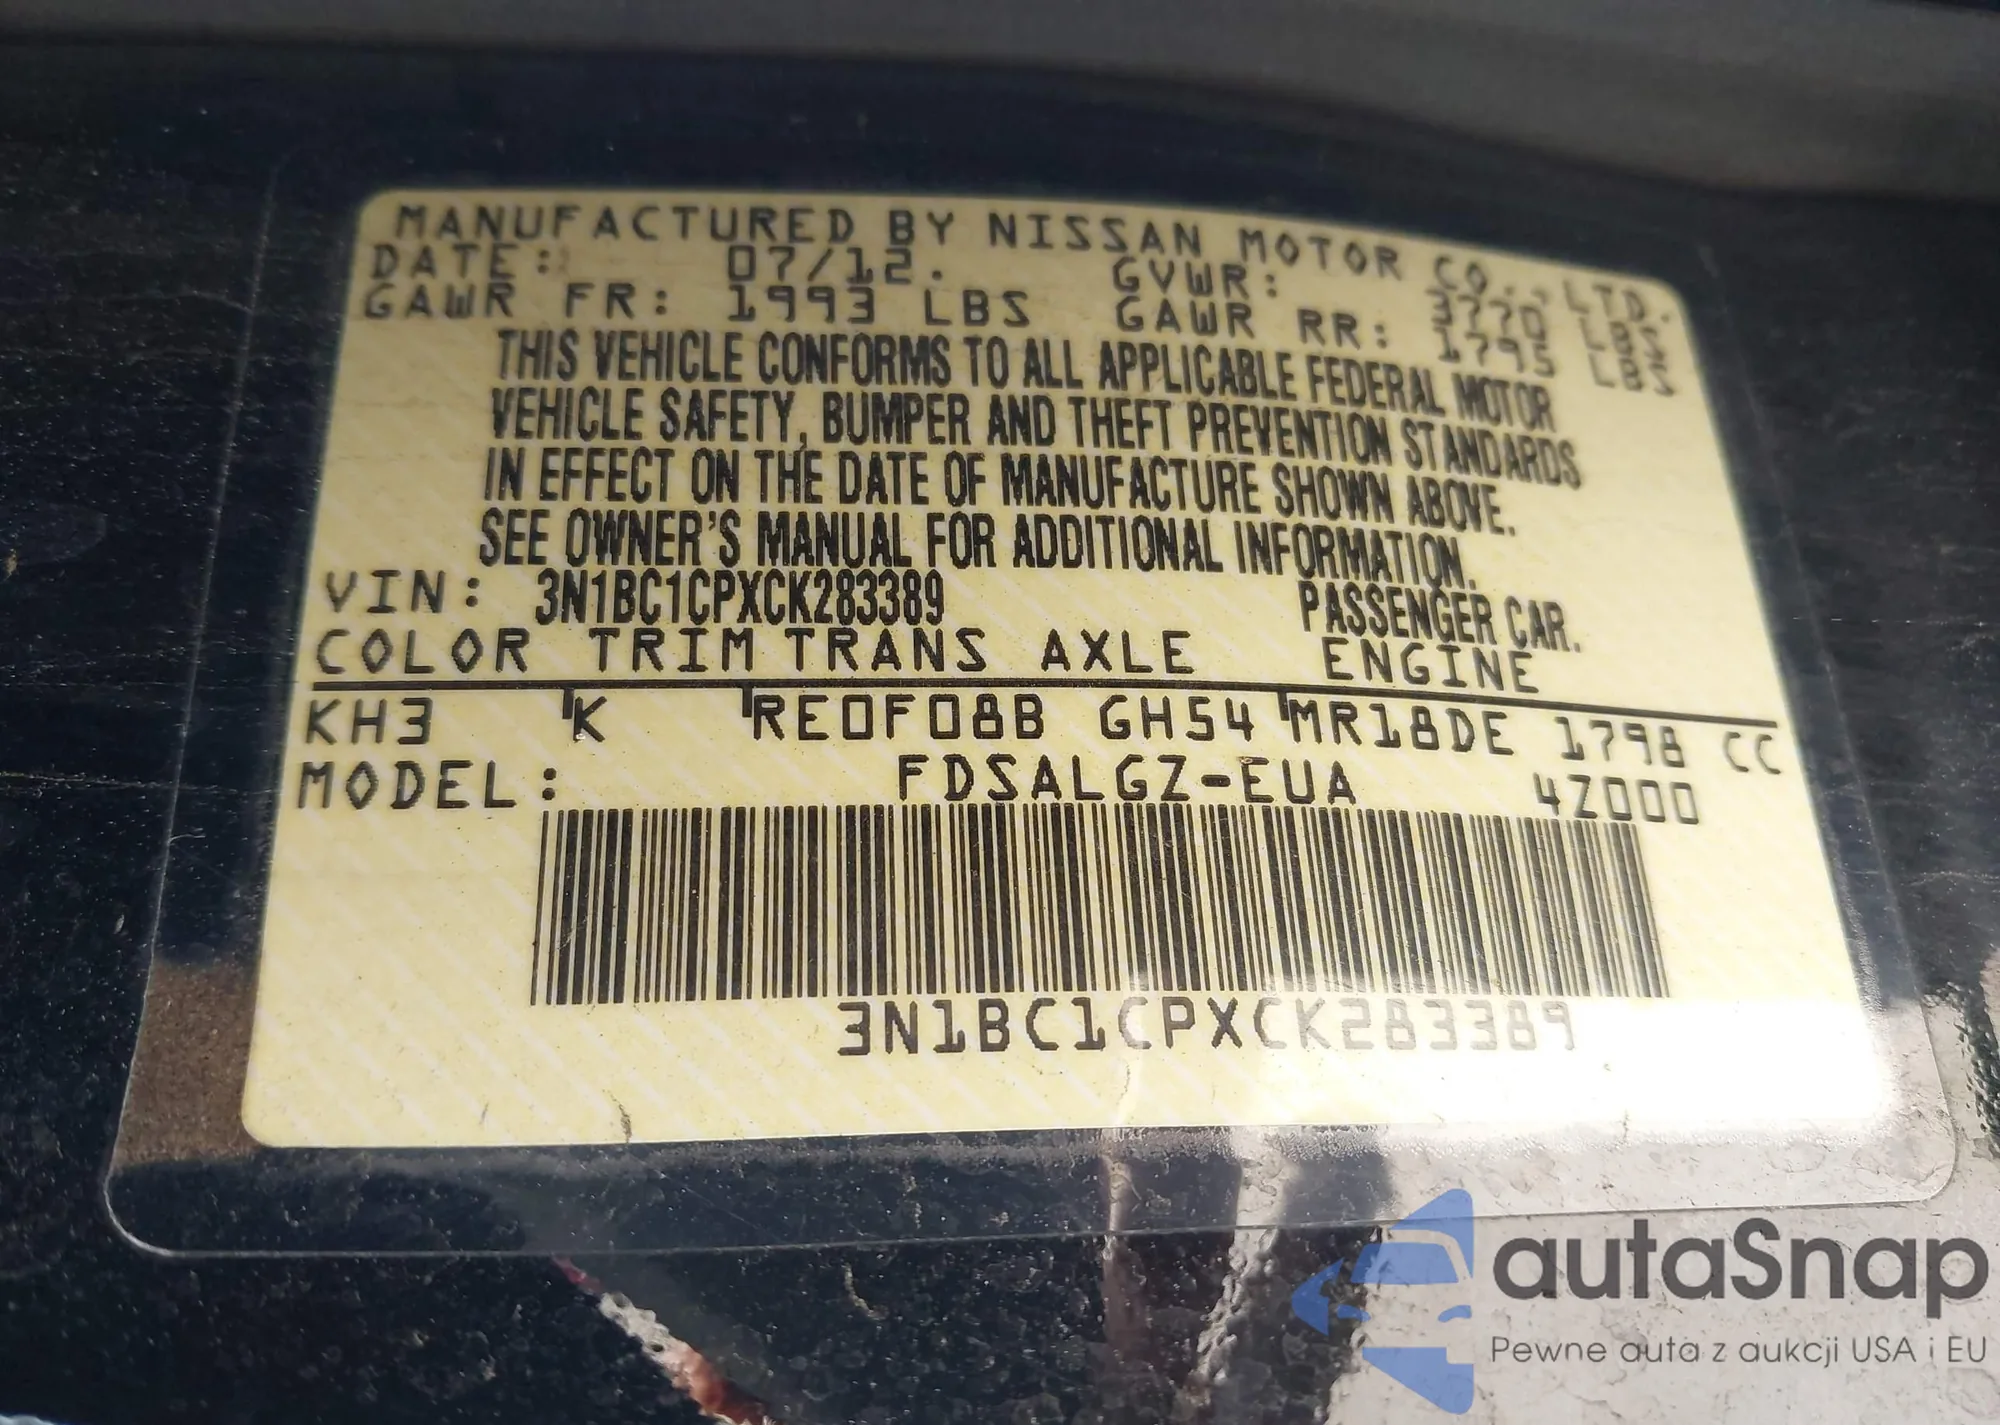 MANUFACTURED BY NISSAN MOTOR CO., LTD.
DATE: 07/12. GVWR: 3770 LBS
GAWR FR: 1993 LBS GAWR RR: 1795 LBS
THIS VEHICLE CONFORMS TO ALL APPLICABLE FEDERAL MOTOR
VEHICLE SAFETY, BUMPER AND THEFT PREVENTION STANDARDS
IN EFFECT ON THE DATE OF MANUFACTURE SHOWN ABOVE.
SEE OWNER'S MANUAL FOR ADDITIONAL INFORMATION.
VIN: 3N1BC1CPXCK283389 PASSENGER CAR.
COLOR TRIM TRANS AXLE ENGINE
KH3 K RE0F08B GH54 MR18DE 1798 CC
MODEL: FDSALGZ-EUA 4Z000
3N1BC1CPXCK283389
autaSnap
Pewne auta z aukcji USA i EU